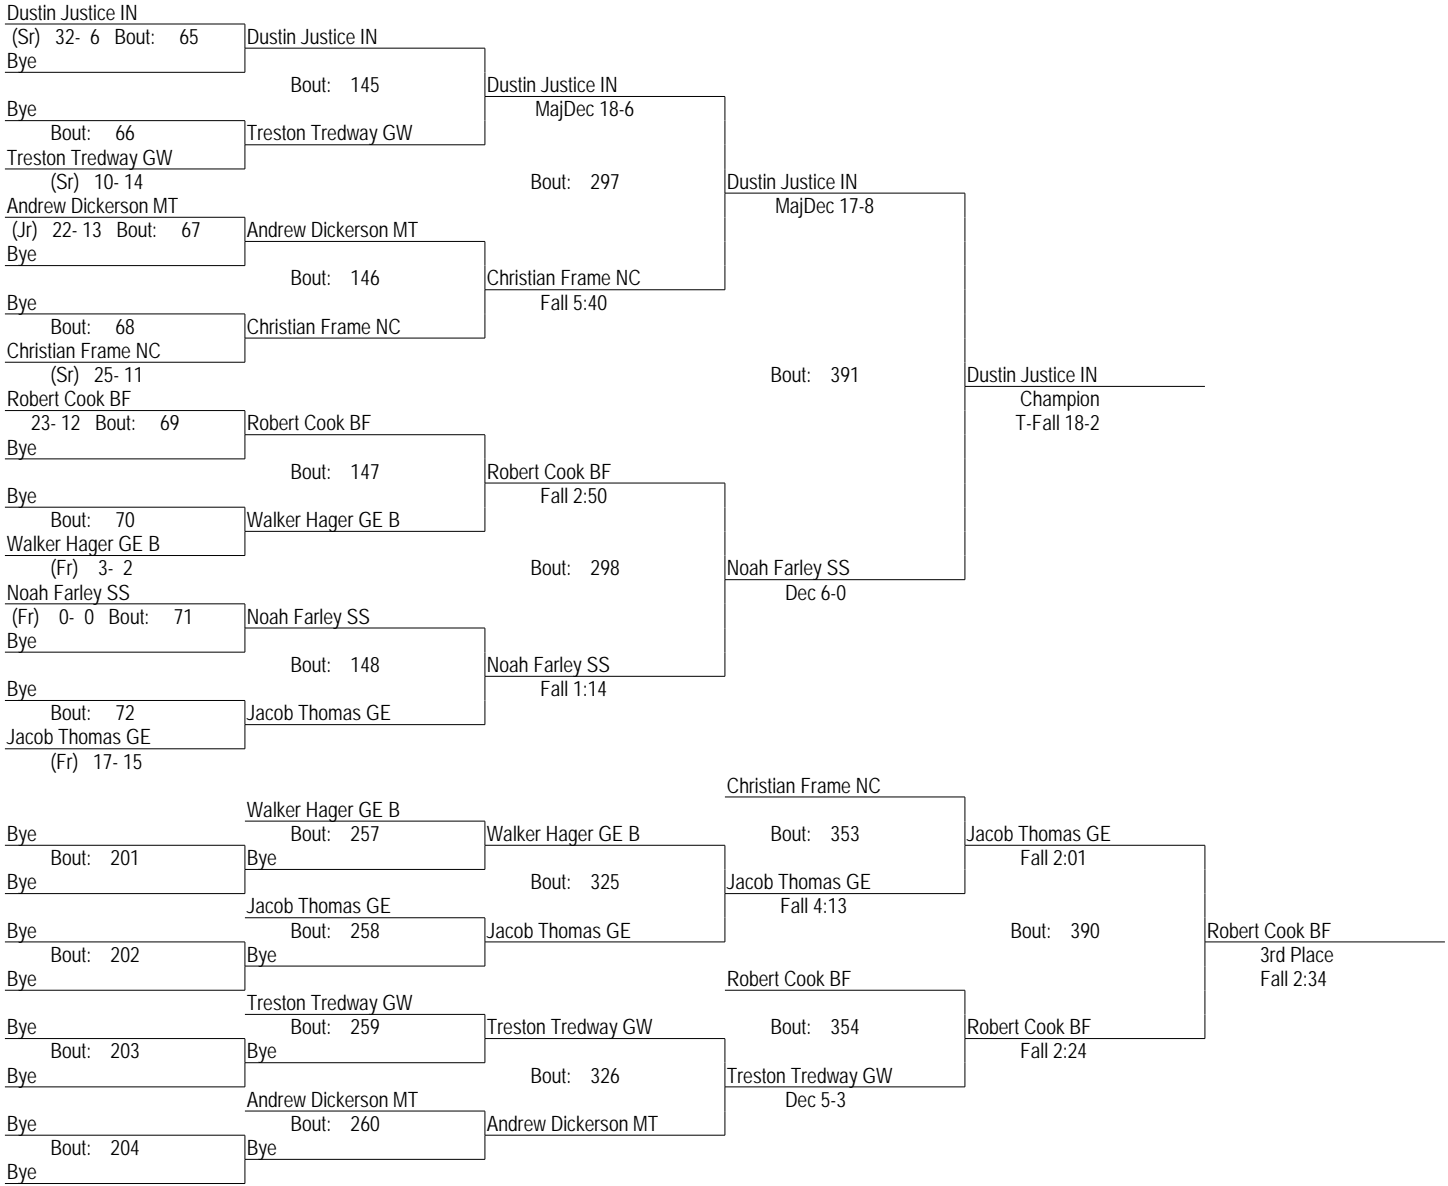 Dustin Justice IN
(Sr) 32- 6 Bout: 65
Dustin Justice IN
Bye
Bout: 145
Dustin Justice IN
MajDec 18-6
Bye
Bout: 66
Treston Tredway GW
Treston Tredway GW
(Sr) 10- 14
Bout: 297
Dustin Justice IN
MajDec 17-8
Andrew Dickerson MT
(Jr) 22- 13 Bout: 67
Andrew Dickerson MT
Bye
Bout: 146
Christian Frame NC
Fall 5:40
Bye
Bout: 68
Christian Frame NC
Christian Frame NC
(Sr) 25- 11
Bout: 391
Dustin Justice IN
Champion
T-Fall 18-2
Robert Cook BF
23- 12 Bout: 69
Robert Cook BF
Bye
Bout: 147
Robert Cook BF
Fall 2:50
Bye
Bout: 70
Walker Hager GE B
Walker Hager GE B
(Fr) 3- 2
Bout: 298
Noah Farley SS
Dec 6-0
Noah Farley SS
(Fr) 0- 0 Bout: 71
Noah Farley SS
Bye
Bout: 148
Noah Farley SS
Fall 1:14
Bye
Bout: 72
Jacob Thomas GE
Jacob Thomas GE
(Fr) 17- 15
Christian Frame NC
Walker Hager GE B
Bye
Bout: 257
Walker Hager GE B
Bout: 353
Jacob Thomas GE
Fall 2:01
Bout: 201
Bye
Bye
Bout: 325
Jacob Thomas GE
Fall 4:13
Jacob Thomas GE
Bye
Bout: 258
Jacob Thomas GE
Bout: 390
Robert Cook BF
3rd Place
Fall 2:34
Bout: 202
Bye
Bye
Robert Cook BF
Treston Tredway GW
Bye
Bout: 259
Treston Tredway GW
Bout: 354
Robert Cook BF
Fall 2:24
Bout: 203
Bye
Bye
Bout: 326
Treston Tredway GW
Dec 5-3
Andrew Dickerson MT
Bye
Bout: 260
Andrew Dickerson MT
Bout: 204
Bye
Bye